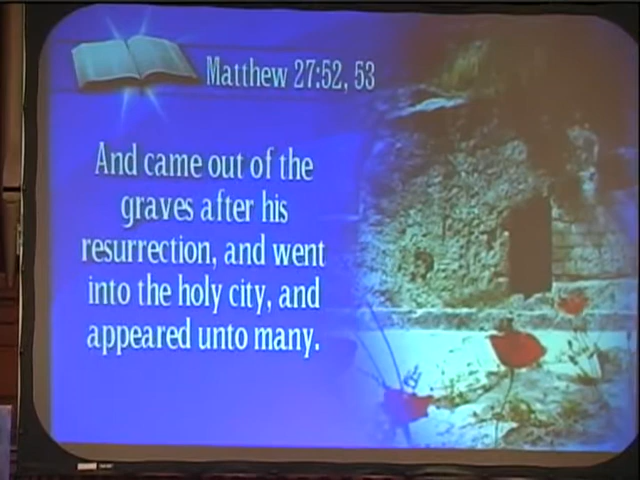 Matthew 27:52, 53
And came out of the
graves after his
resurrection, and went
into the holy city, and
appeared unto many.